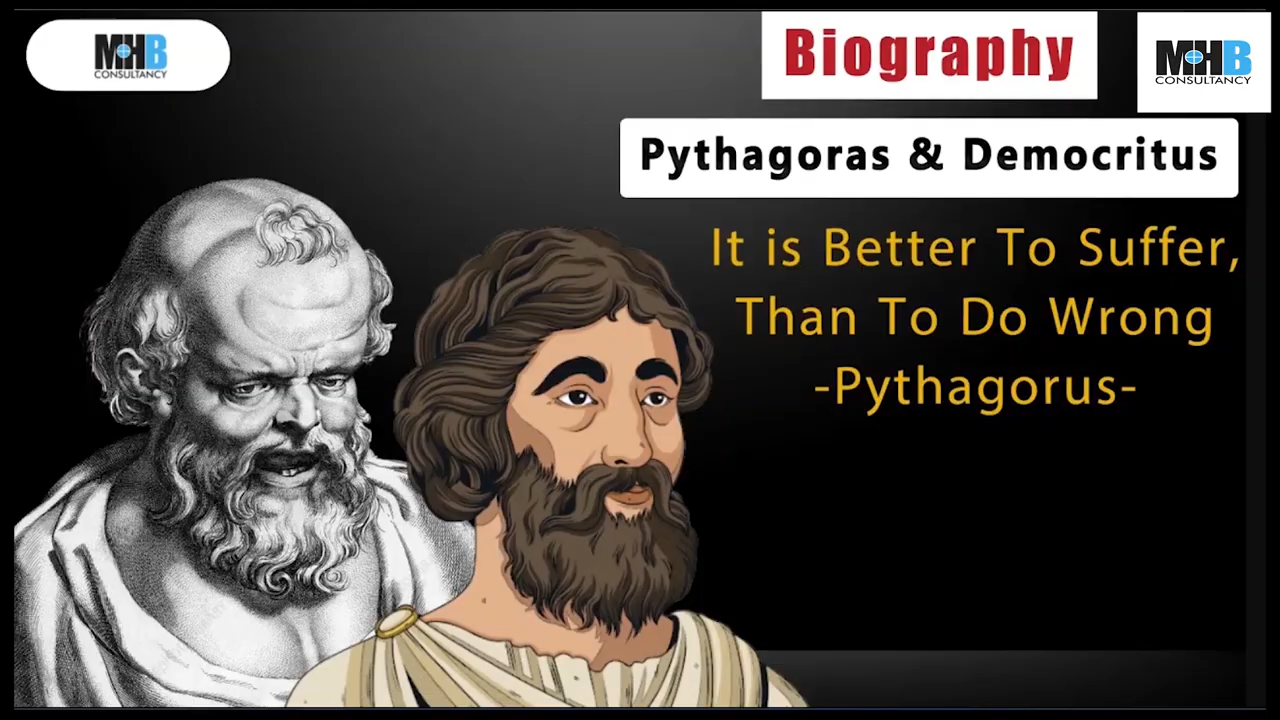 MHB
CONSULTANCY
Biography
MHB
CONSULTANCY
Pythagoras & Democritus
It is Better To Suffer,
Than To Do Wrong
-Pythagorus-